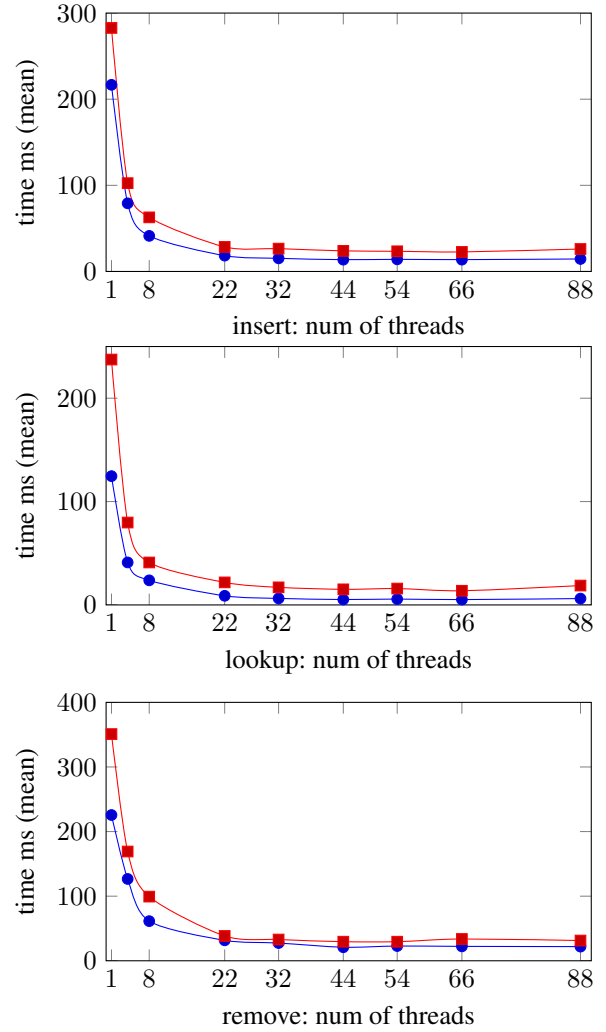 300
200
100
0
time ms (mean)
1 8 22 32 44 54 66 88
insert: num of threads
200
100
0
time ms (mean)
1 8 22 32 44 54 66 88
lookup: num of threads
400
300
200
100
0
time ms (mean)
1 8 22 32 44 54 66 88
remove: num of threads